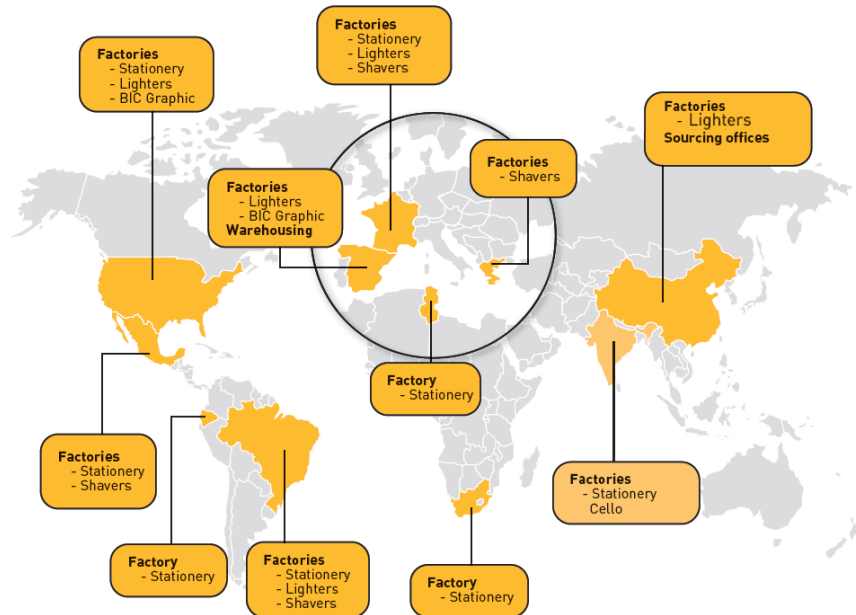 Factories
- Stationery
- Lighters
- Shavers
Factories
- Stationery
- Lighters
- BIC Graphic
Factories
- Lighters
Sourcing offices
Factories
- Shavers
Factories
- Lighters
- BIC Graphic
Warehousing
Factory
- Stationery
Factories
- Stationery
- Shavers
Factories
- Stationery
Cello
Factory
- Stationery
Factories
- Stationery
- Lighters
- Shavers
Factory
- Stationery